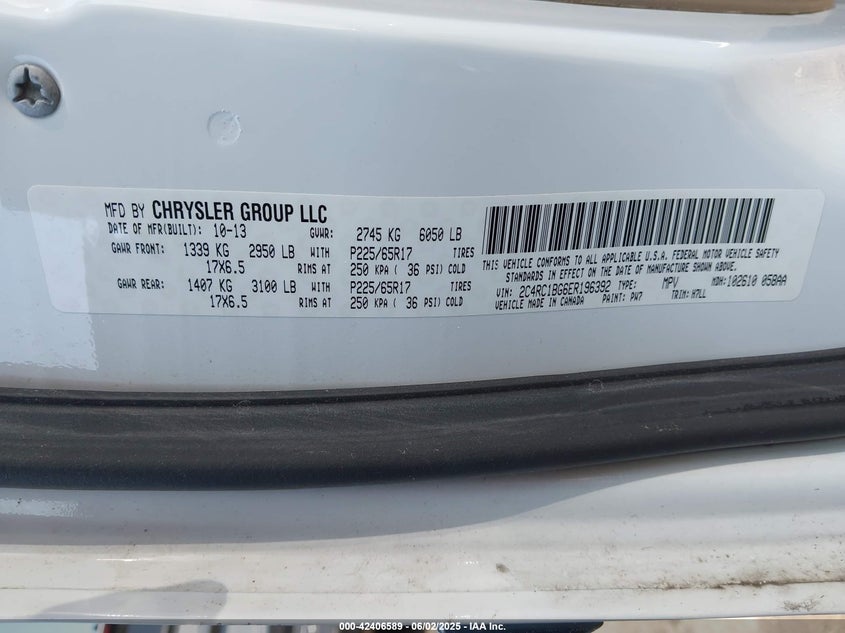 MFD BY CHRYSLER GROUP LLC
DATE OF MFR(BUILT): 10-13 GVWR: 2745 KG 6050 LB
GAWR FRONT: 1339 KG 2950 LB WITH P225/65R17 TIRES
17X6.5 RIMS AT 250 KPA ( 36 PSI) COLD
GAWR REAR: 1407 KG 3100 LB WITH P225/65R17 TIRES
17X6.5 RIMS AT 250 KPA ( 36 PSI) COLD
THIS VEHICLE CONFORMS TO ALL APPLICABLE U.S.A. FEDERAL MOTOR VEHICLE SAFETY
STANDARDS IN EFFECT ON THE DATE OF MANUFACTURE SHOWN ABOVE.
VIN: 2C4RC1BG6ER196392 TYPE: MPV MDH:102610 058AA
VEHICLE MADE IN CANADA PAINT: PW7 TRIM: H7LL
000-42406589 - 06/02/2025 - IAA Inc.